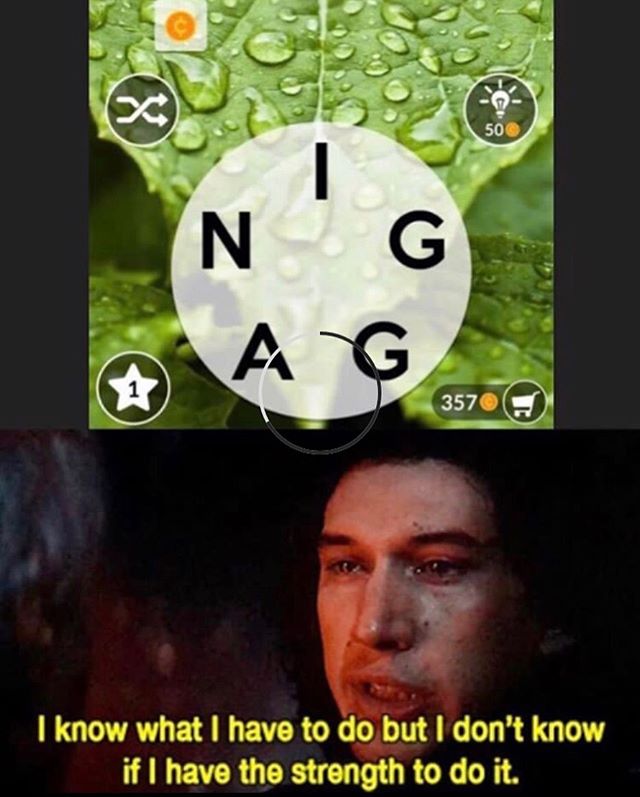 C
50
I
N G
A G
1
357
I know what I have to do but I don't know
if I have the strength to do it.